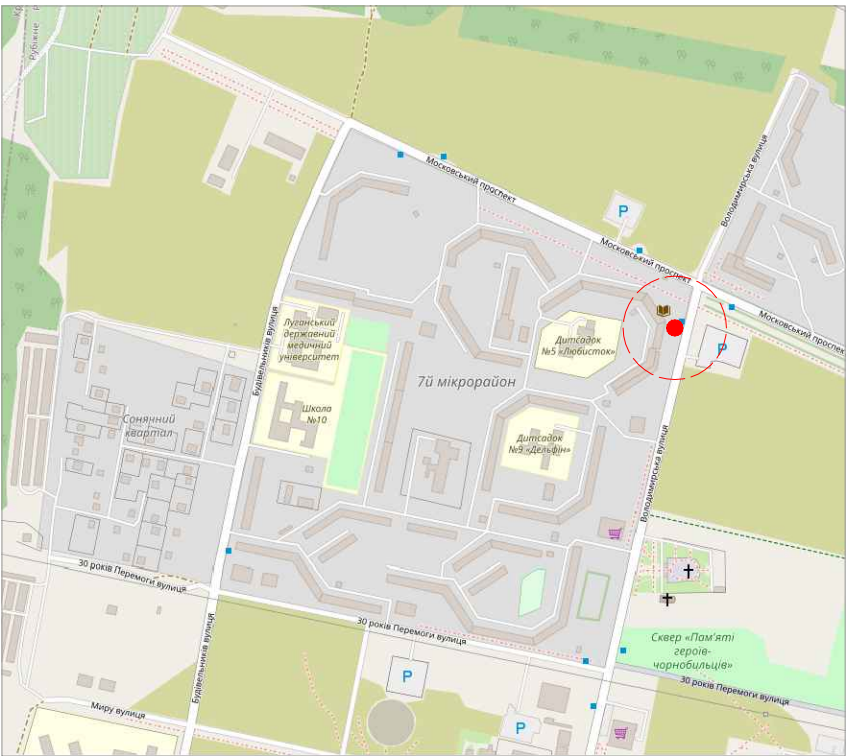 Рубіжне
Московський проспект
Володимирська вулиця
P
Московський проспект
Московський проспект
Луганський
державний
медичний
університет
Будівельників вулиця
Дитсадок
№5 «Любисток»
P
7й мікрорайон
Школа
№10
Сонячний
квартал
Дитсадок
№9 «Дельфін»
Володимирська вулиця
30 років Перемоги вулиця
30 років Перемоги вулиця
Будівельників вулиця
Сквер «Пам'яті
героїв-
чорнобильців»
P
30 років Перемоги вулиця
Миру вулиця
P